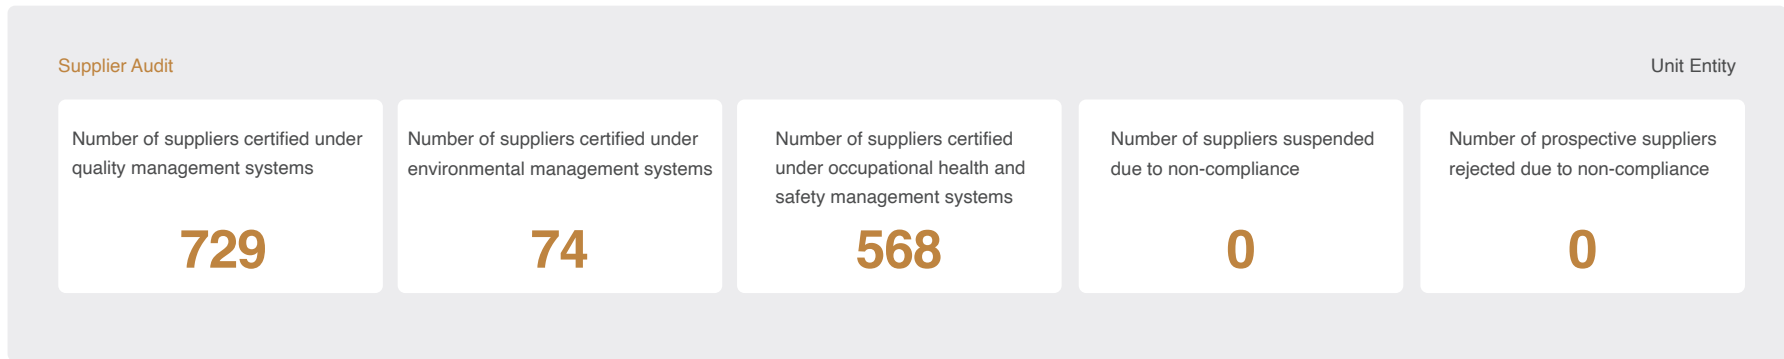 Supplier Audit
Unit Entity
Number of suppliers certified under
quality management systems
729
Number of suppliers certified under
environmental management systems
74
Number of suppliers certified
under occupational health and
safety management systems
568
Number of suppliers suspended
due to non-compliance
0
Number of prospective suppliers
rejected due to non-compliance
0